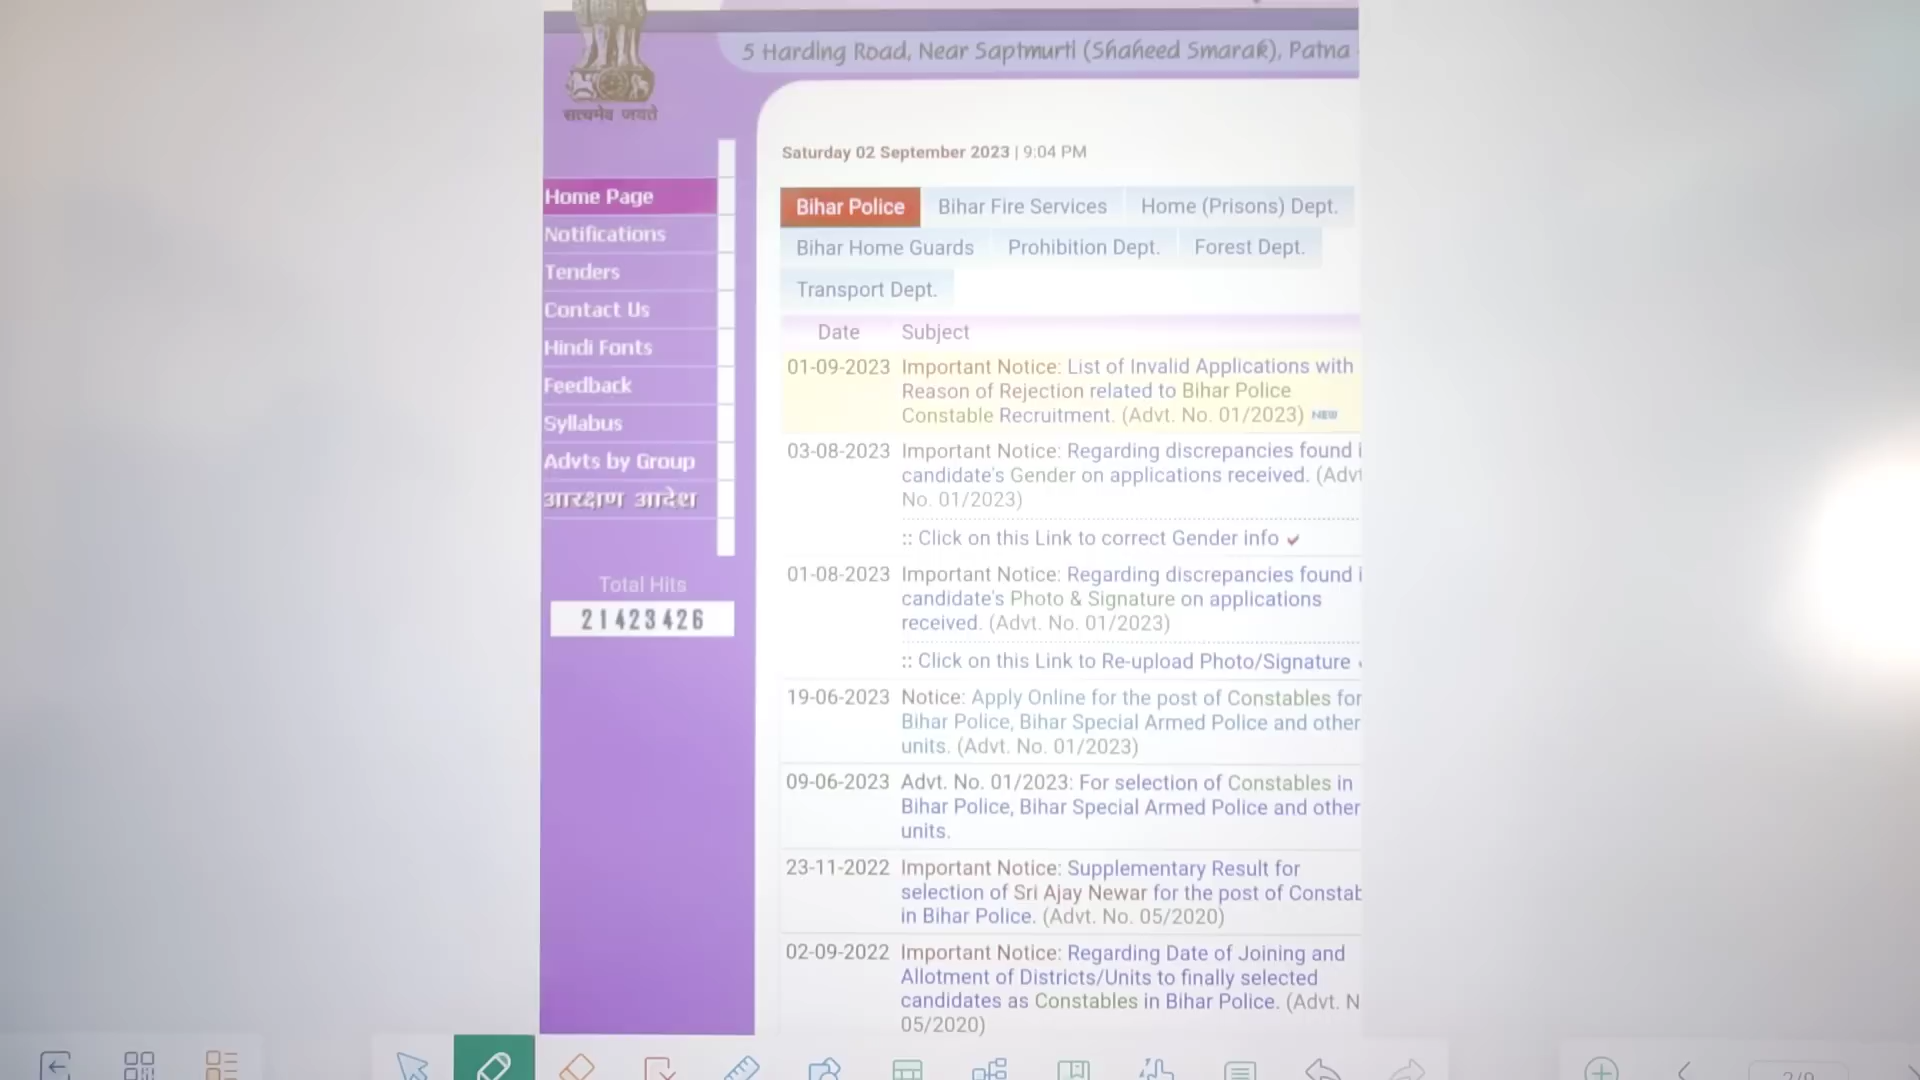 सत्यमेव जयते
5 Harding Road, Near Saptmurti (Shaheed Smarak), Patna
Saturday 02 September 2023 | 9:04 PM
Home Page
Notifications
Tenders
Contact Us
Hindi Fonts
Feedback
Syllabus
Advts by Group
आरक्षण आदेश
Total Hits
21423426
Bihar Police
Bihar Fire Services
Home (Prisons) Dept.
Bihar Home Guards
Prohibition Dept.
Forest Dept.
Transport Dept.
Date Subject
01-09-2023 Important Notice: List of Invalid Applications with
Reason of Rejection related to Bihar Police
Constable Recruitment. (Advt. No. 01/2023) NEW
03-08-2023 Important Notice: Regarding discrepancies found i
candidate's Gender on applications received. (Advt
No. 01/2023)
:: Click on this Link to correct Gender info
01-08-2023 Important Notice: Regarding discrepancies found i
candidate's Photo & Signature on applications
received. (Advt. No. 01/2023)
:: Click on this Link to Re-upload Photo/Signature
19-06-2023 Notice: Apply Online for the post of Constables for
Bihar Police, Bihar Special Armed Police and other
units. (Advt. No. 01/2023)
09-06-2023 Advt. No. 01/2023: For selection of Constables in
Bihar Police, Bihar Special Armed Police and other
units.
23-11-2022 Important Notice: Supplementary Result for
selection of Sri Ajay Newar for the post of Constab
in Bihar Police. (Advt. No. 05/2020)
02-09-2022 Important Notice: Regarding Date of Joining and
Allotment of Districts/Units to finally selected
candidates as Constables in Bihar Police. (Advt. N
05/2020)